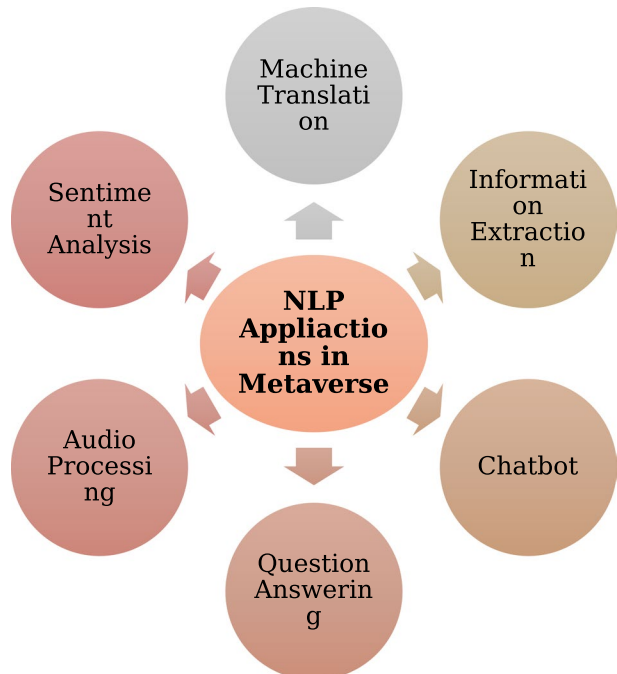 Machine
Translati
on
Sentime
nt
Analysis
Informati
on
Extractio
n
NLP
Appliactio
ns in
Metaverse
Audio
Processi
ng
Chatbot
Question
Answerin
g